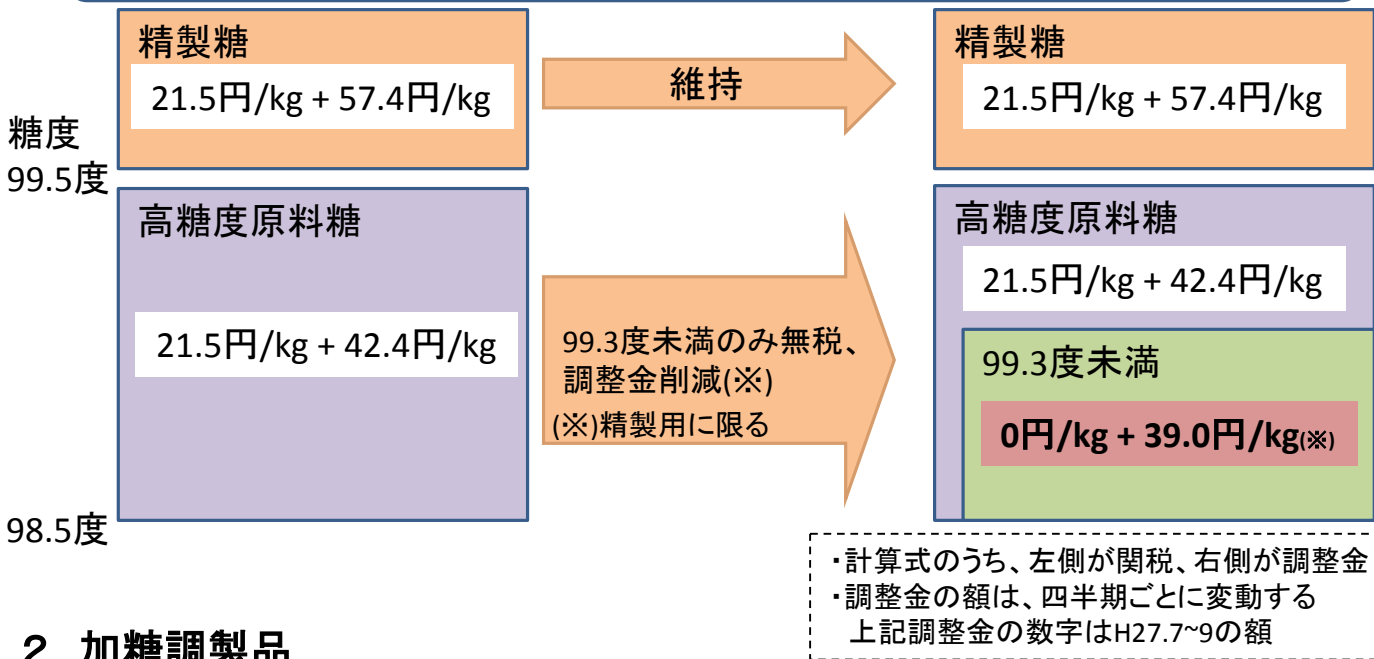 精製糖
21.5円/kg + 57.4円/kg
維持
精製糖
21.5円/kg + 57.4円/kg
糖度
99.5度
高糖度原料糖
21.5円/kg + 42.4円/kg
99.3度未満のみ無税、
調整金削減(※)
(※)精製用に限る
高糖度原料糖
21.5円/kg + 42.4円/kg
99.3度未満
0円/kg + 39.0円/kg(※)
98.5度
・計算式のうち、左側が関税、右側が調整金
・調整金の額は、四半期ごとに変動する
上記調整金の数字はH27.7~9の額
２ 加糖調製品